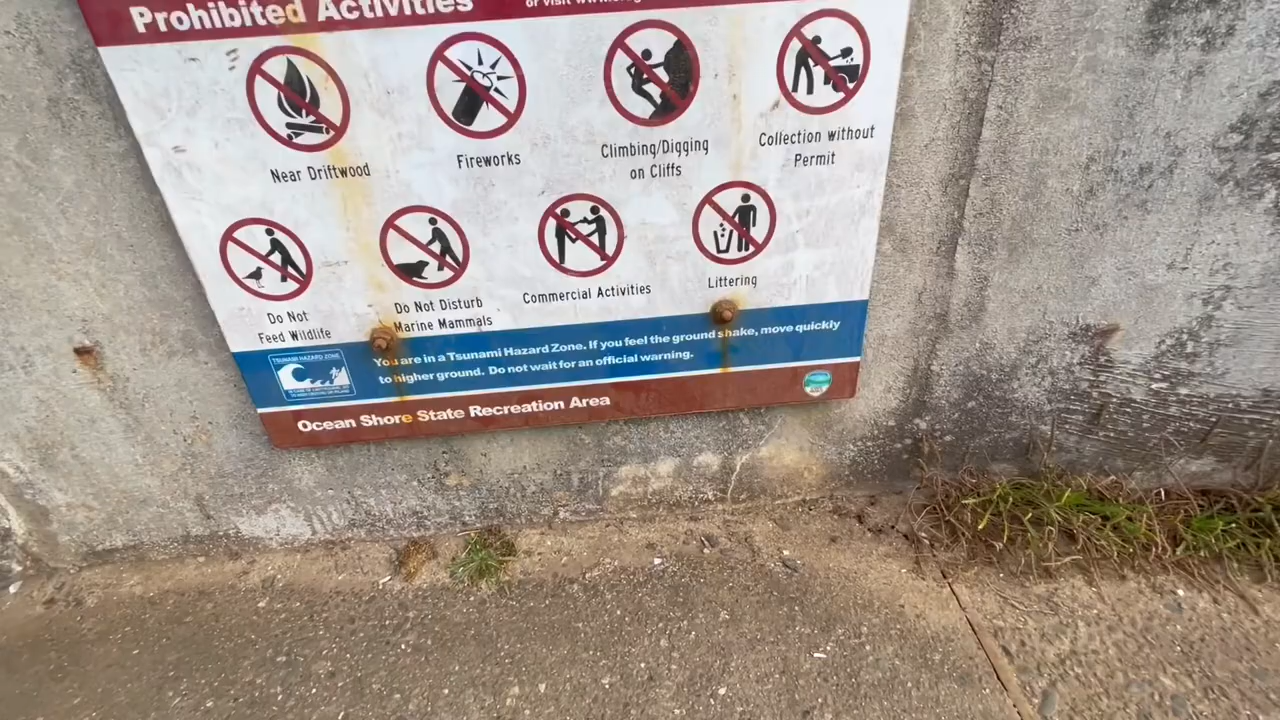 Prohibited Activities
or visit
Near Driftwood
Fireworks
Climbing/Digging
on Cliffs
Collection without
Permit
Do Not
Feed Wildlife
Do Not Disturb
Marine Mammals
Commercial Activities
Littering
TSUNAMI HAZARD ZONE
You are in a Tsunami Hazard Zone. If you feel the ground shake, move quickly
to higher ground. Do not wait for an official warning.
Ocean Shore State Recreation Area